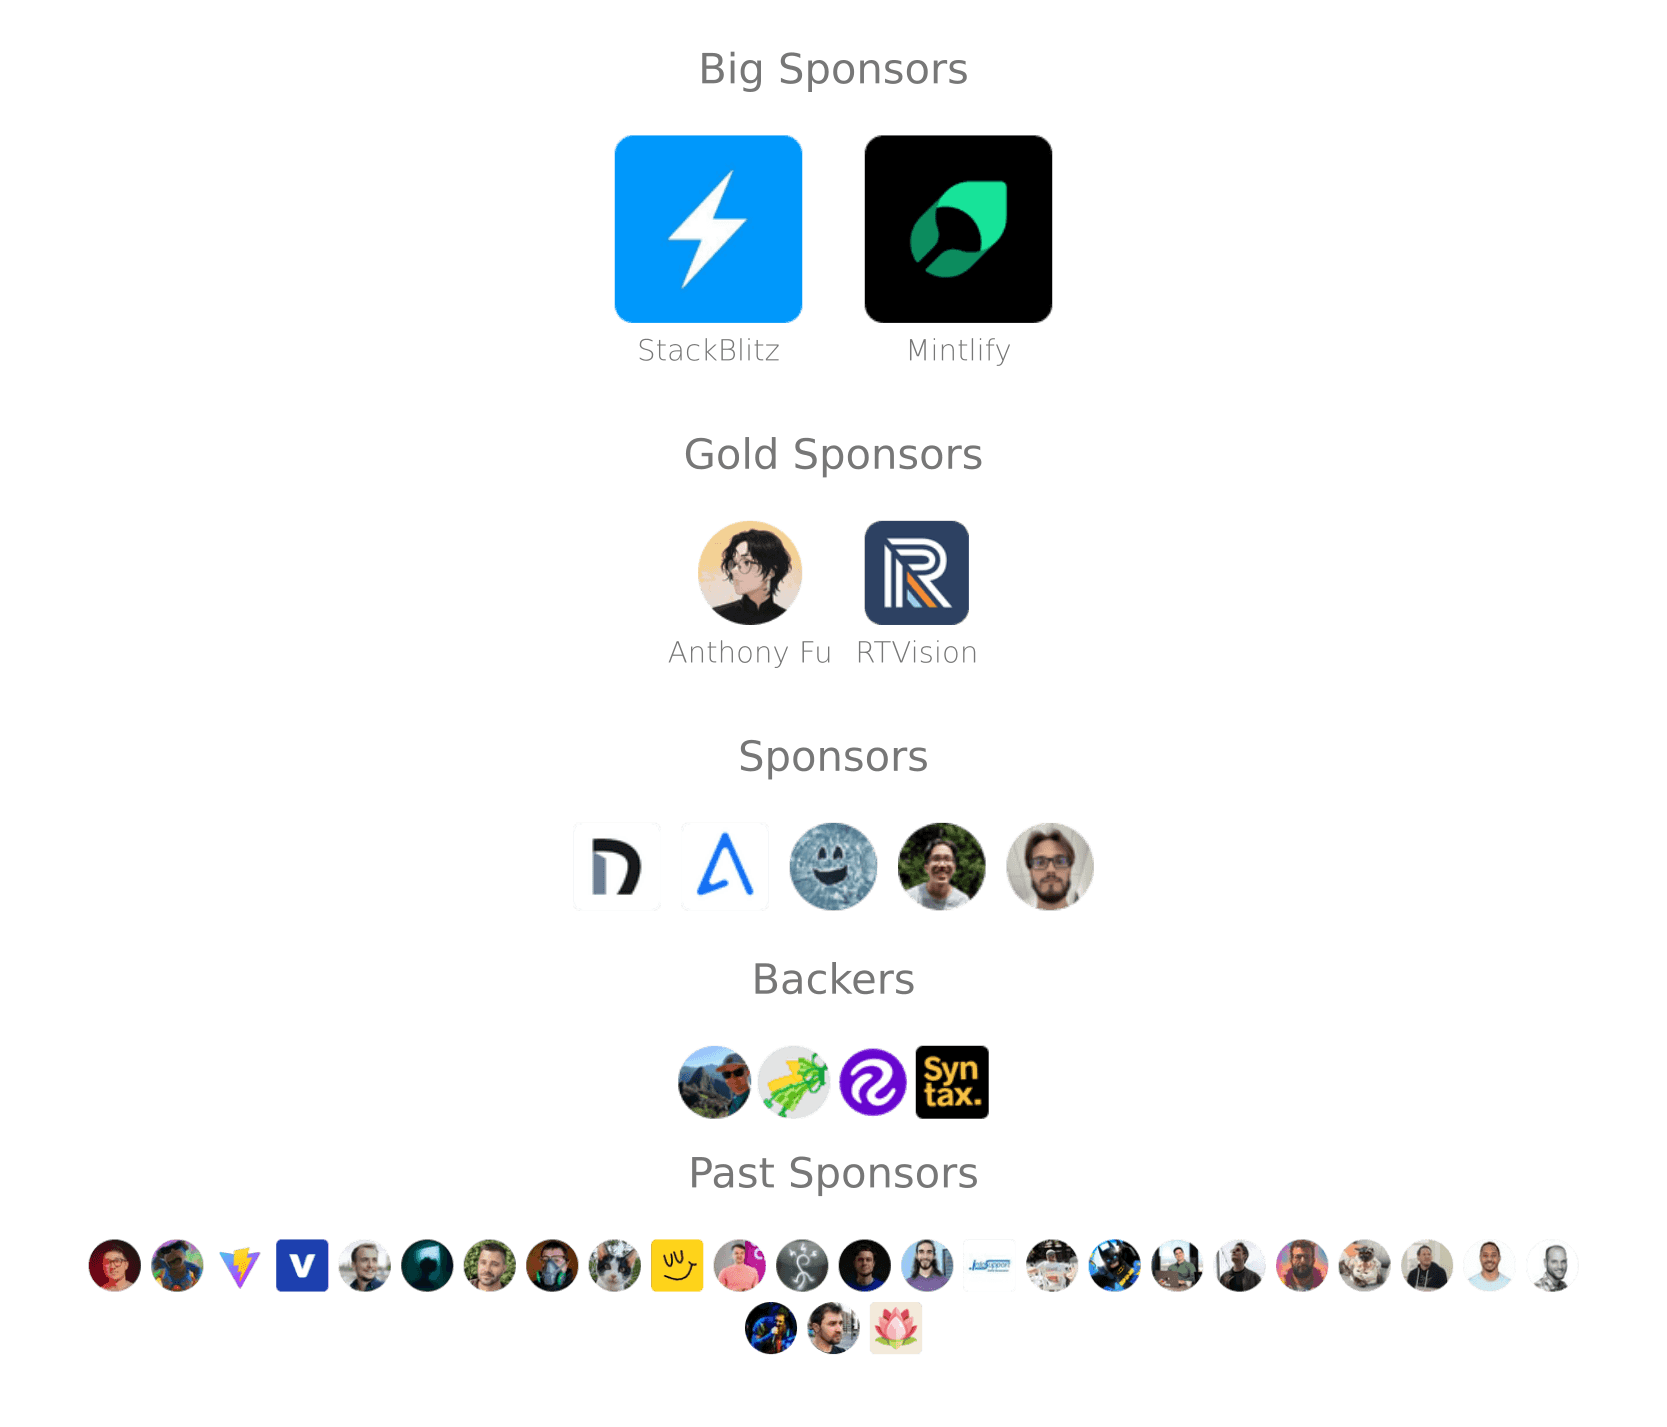 Big Sponsors
StackBlitz
Mintlify
Gold Sponsors
Anthony Fu
RTVision
Sponsors
Backers
Syn
tax.
Past Sponsors
V